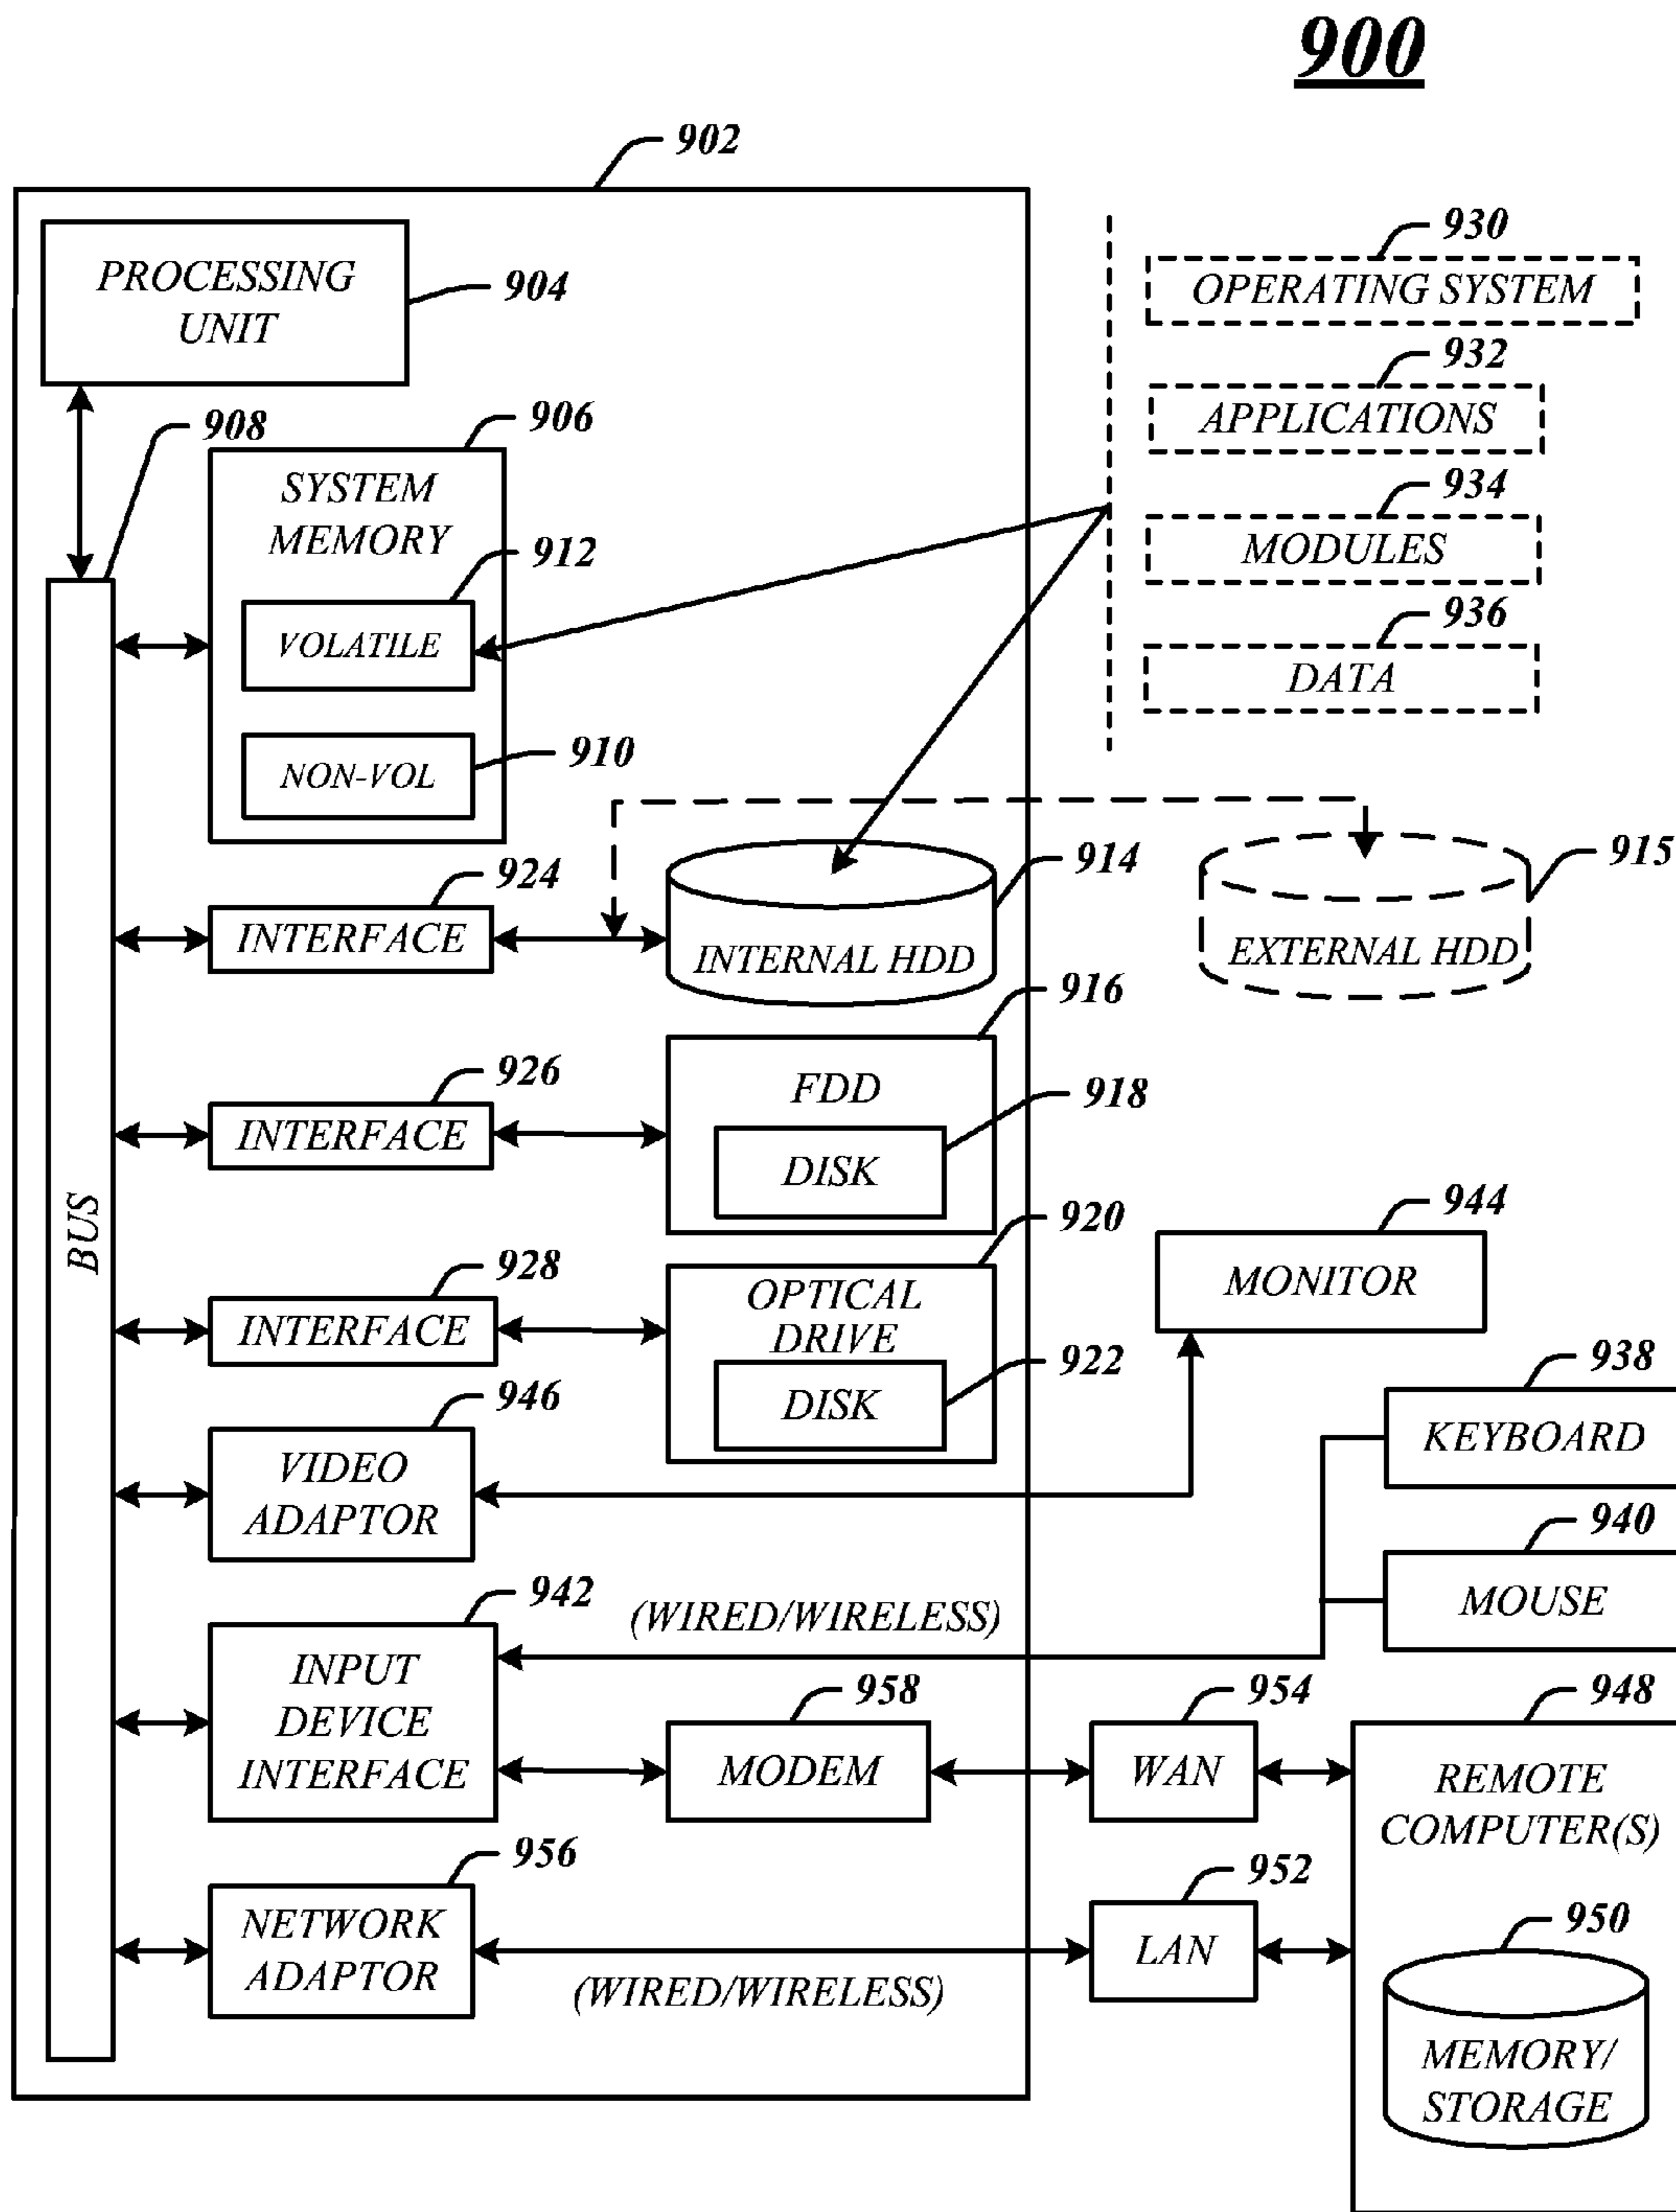 900
902
PROCESSING
UNIT
904
930
OPERATING SYSTEM
932
APPLICATIONS
934
MODULES
936
DATA
908
906
SYSTEM
MEMORY
912
VOLATILE
910
NON-VOL
924
INTERFACE
914
INTERNAL HDD
915
EXTERNAL HDD
926
INTERFACE
916
FDD
918
DISK
BUS
928
INTERFACE
920
OPTICAL
DRIVE
922
DISK
944
MONITOR
946
VIDEO
ADAPTOR
938
KEYBOARD
940
MOUSE
942
INPUT
DEVICE
INTERFACE
(WIRED/WIRELESS)
958
MODEM
954
WAN
948
REMOTE
COMPUTER(S)
956
NETWORK
ADAPTOR
(WIRED/WIRELESS)
952
LAN
950
MEMORY/
STORAGE